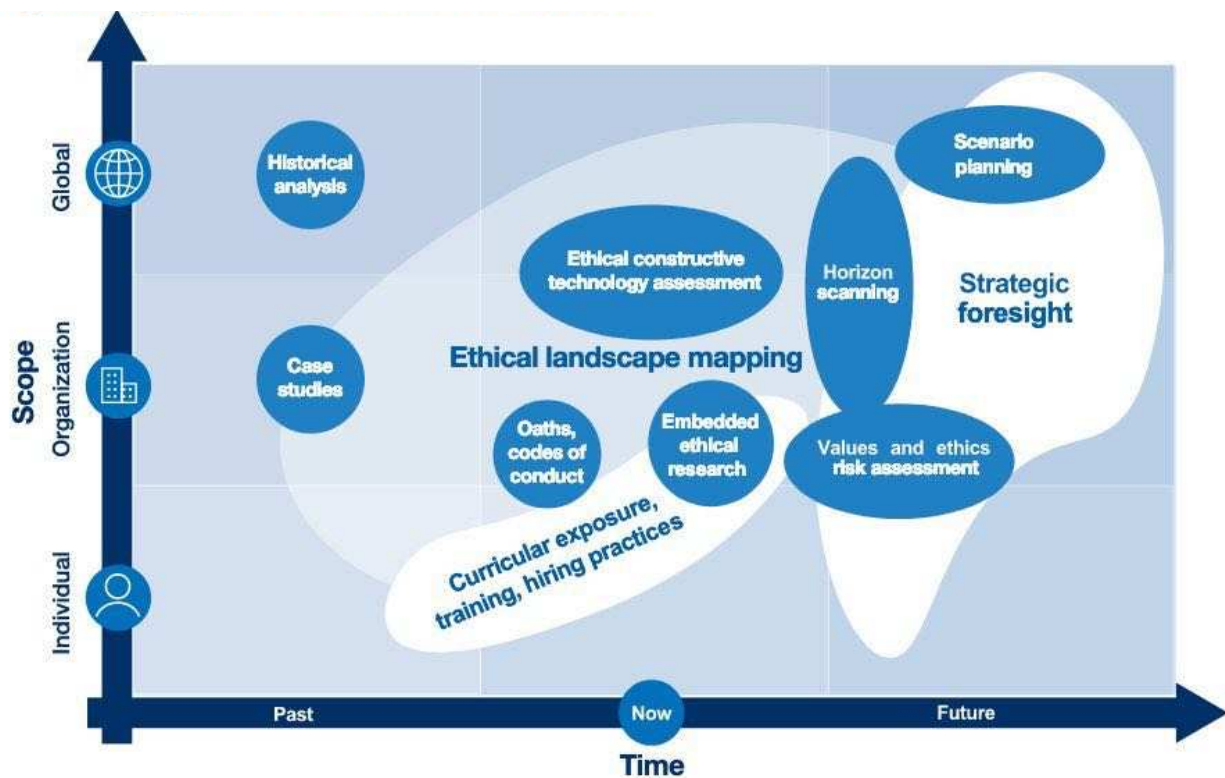 Scope
Global
Organization
Individual
Historical
analysis
Scenario
planning
Ethical constructive
technology assessment
Horizon
scanning
Strategic
foresight
Ethical landscape mapping
Case
studies
Oaths,
codes of
conduct
Embedded
ethical
research
Values and ethics
risk assessment
Curricular exposure,
training, hiring practices
Past
Now
Future
Time